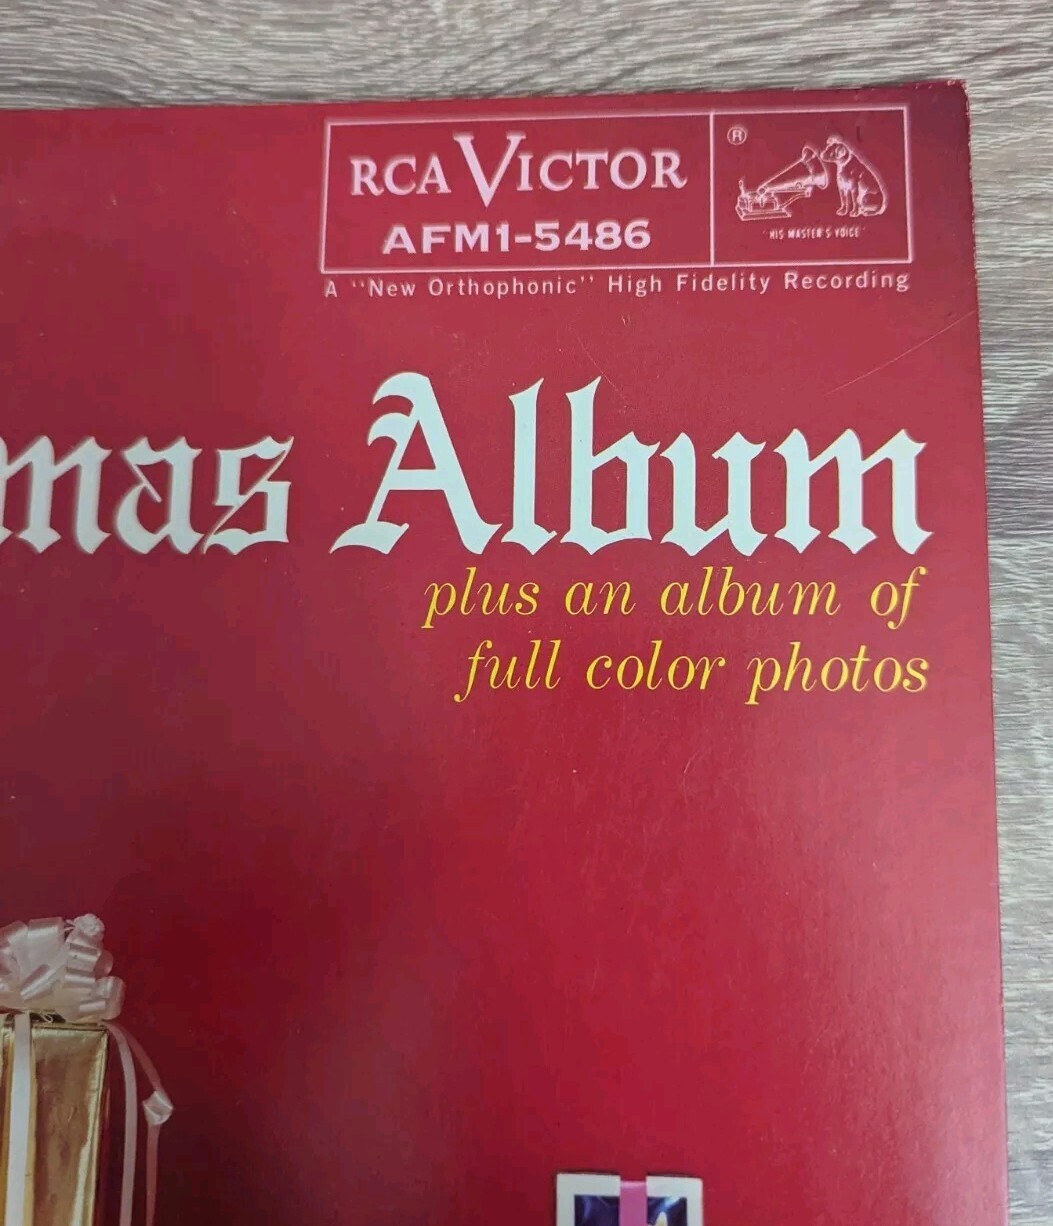 RCA VICTOR ®
AFM1-5486
"HIS MASTER'S VOICE"
A "New Orthophonic" High Fidelity Recording
mas Album
plus an album of
full color photos